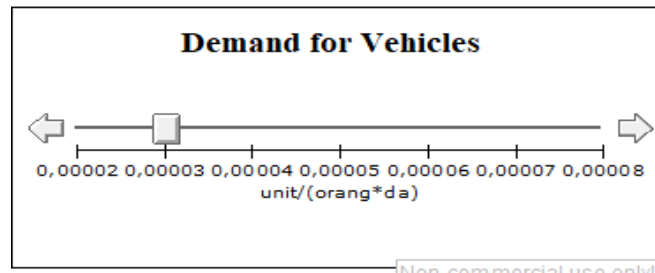 Demand for Vehicles
0,00002 0,00003 0,00004 0,00005 0,00006 0,00007 0,00008
unit/(orang*da)
Non-commercial use only!